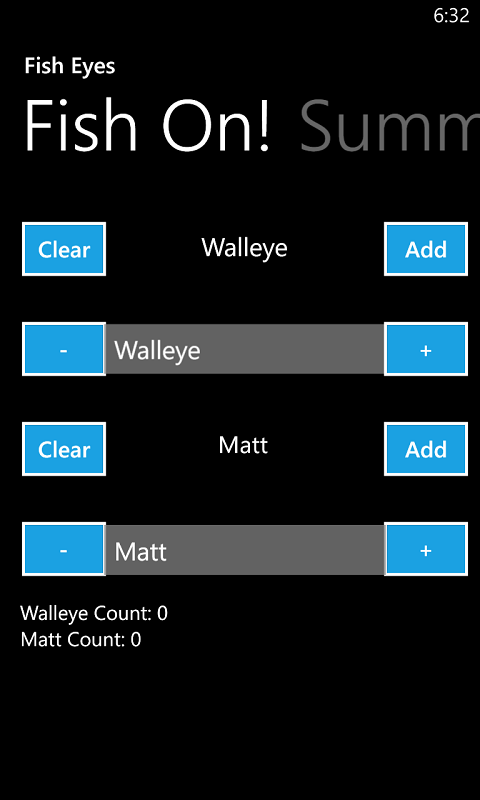 6:32
Fish Eyes
Fish On! Summ
Clear Walleye Add
- Walleye +
Clear Matt Add
- Matt +
Walleye Count: 0
Matt Count: 0